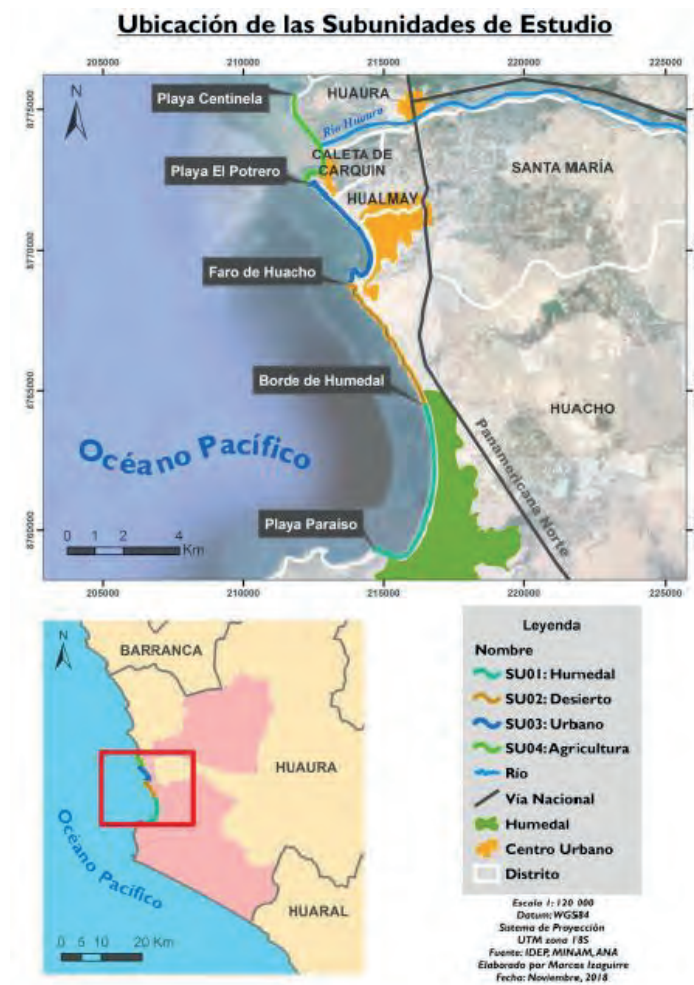 Ubicación de las Subunidades de Estudio
205000 210000 215000 220000 225000
8775000
8770000
8765000
8760000
N
Playa Centinela
HUAURA
Río Huaura
CALETA DE
CARQUIN
Playa El Potrero
SANTA MARÍA
HUALMAY
Faro de Huacho
Borde de Humedal
HUACHO
Océano Pacífico
Panamericana Norte
Playa Paraiso
0 1 2 4
Km
205000 210000 215000 220000 225000
N
BARRANCA
HUAURA
Océano Pacífico
HUARAL
0 5 10 20 Km
Leyenda
Nombre
SU01: Humedal
SU02: Desierto
SU03: Urbano
SU04: Agricultura
Río
Vía Nacional
Humedal
Centro Urbano
Distrito
Escala 1: 120 000
Datum: WGS84
Sistema de Proyección
UTM zona 18S
Fuente: IDEP, MINAM, ANA
Elaborado por Marcos Izaguirre
Fecha: Noviembre, 2018